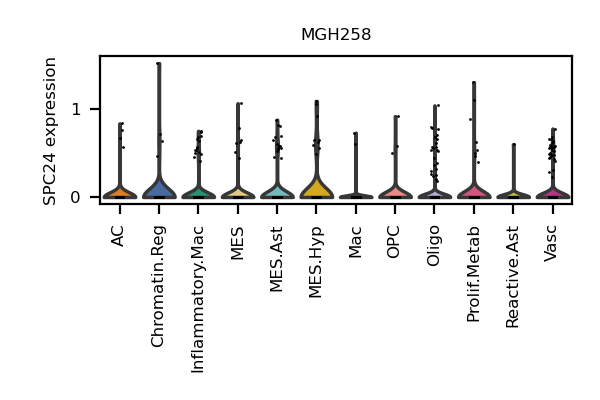 MGH258
SPC24 expression
1
0
AC
Chromatin.Reg
Inflammatory.Mac
MES
MES.Ast
MES.Hyp
Mac
OPC
Oligo
Prolif.Metab
Reactive.Ast
Vasc